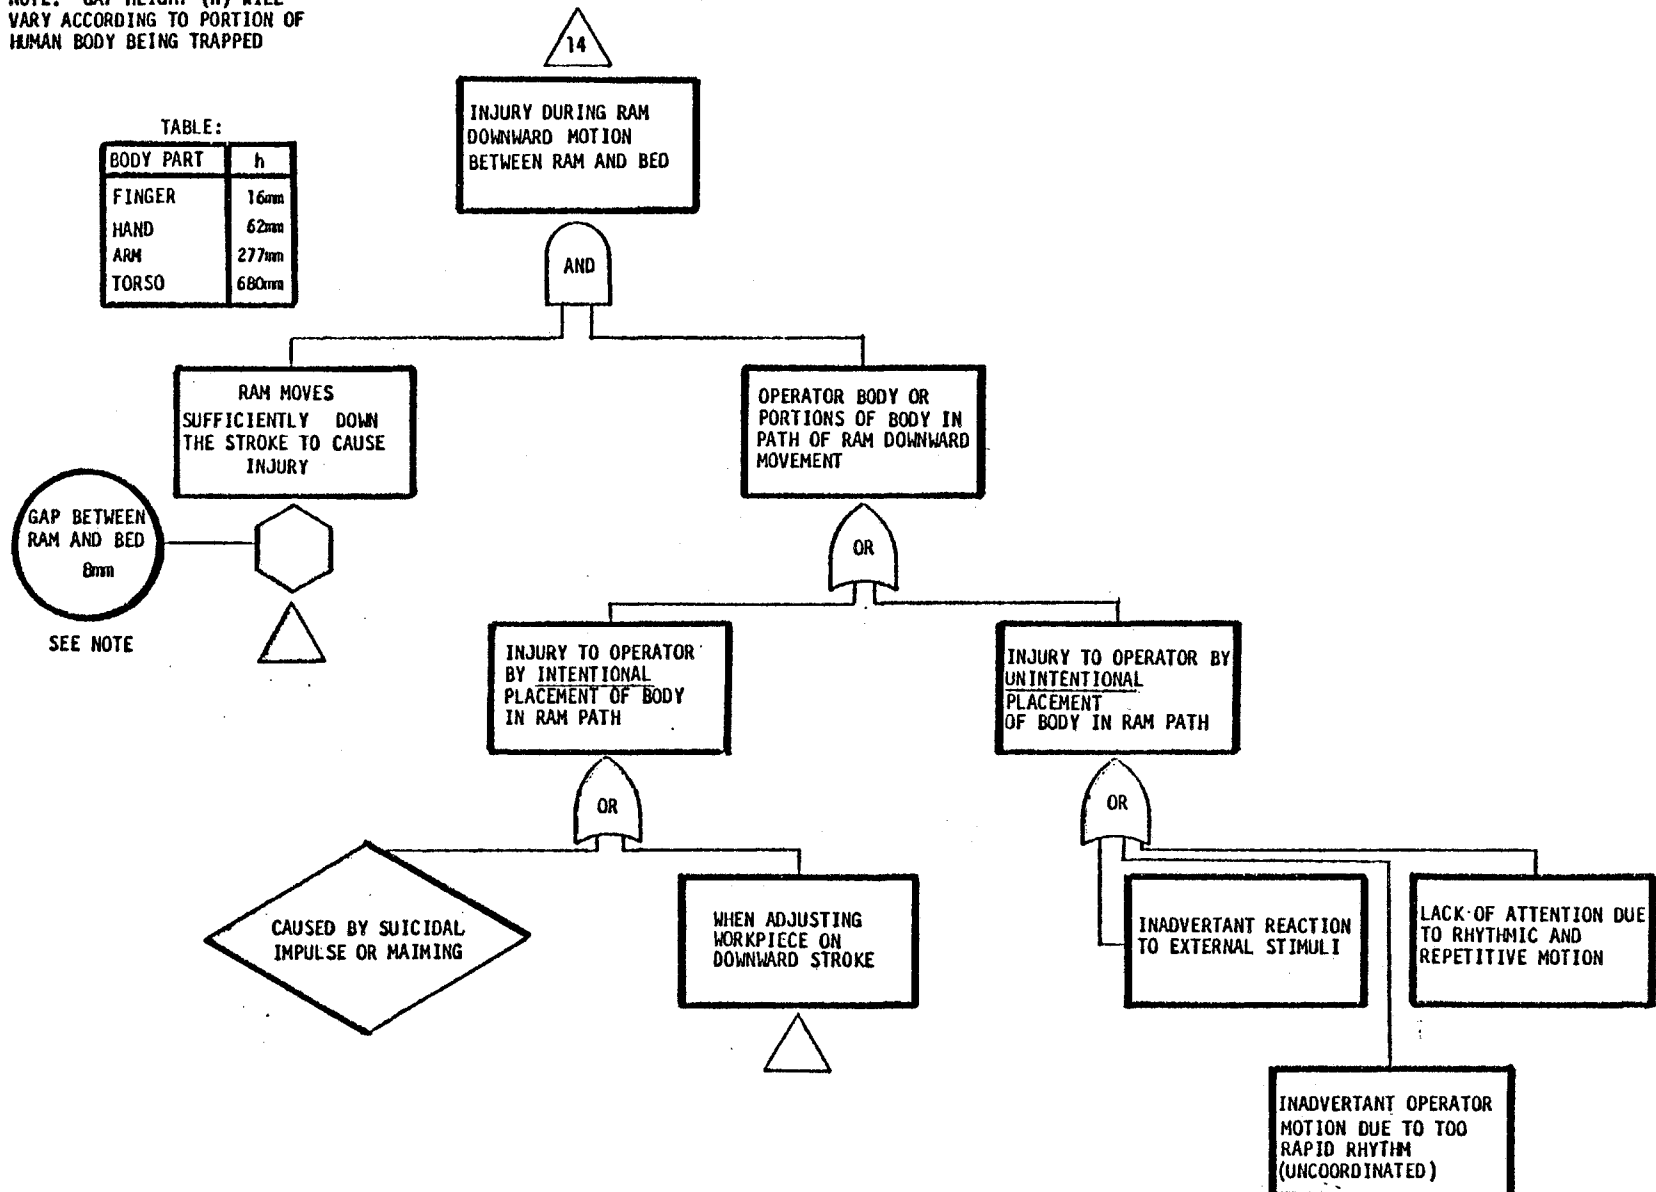 NOTE: GAP HEIGHT (h) WILL
VARY ACCORDING TO PORTION OF
HUMAN BODY BEING TRAPPED
14
INJURY DURING RAM
DOWNWARD MOTION
BETWEEN RAM AND BED
TABLE:
BODY PART h
FINGER 16mm
HAND 62mm
ARM 277mm
TORSO 680mm
AND
RAM MOVES
SUFFICIENTLY DOWN
THE STROKE TO CAUSE
INJURY
OPERATOR BODY OR
PORTIONS OF BODY IN
PATH OF RAM DOWNWARD
MOVEMENT
GAP BETWEEN
RAM AND BED
8mm
SEE NOTE
OR
INJURY TO OPERATOR
BY INTENTIONAL
PLACEMENT OF BODY
IN RAM PATH
INJURY TO OPERATOR BY
UNINTENTIONAL
PLACEMENT
OF BODY IN RAM PATH
OR
OR
CAUSED BY SUICIDAL
IMPULSE OR MAIMING
WHEN ADJUSTING
WORKPIECE ON
DOWNWARD STROKE
INADVERTANT REACTION
TO EXTERNAL STIMULI
LACK OF ATTENTION DUE
TO RHYTHMIC AND
REPETITIVE MOTION
INADVERTANT OPERATOR
MOTION DUE TO TOO
RAPID RHYTHM
(UNCOORDINATED)